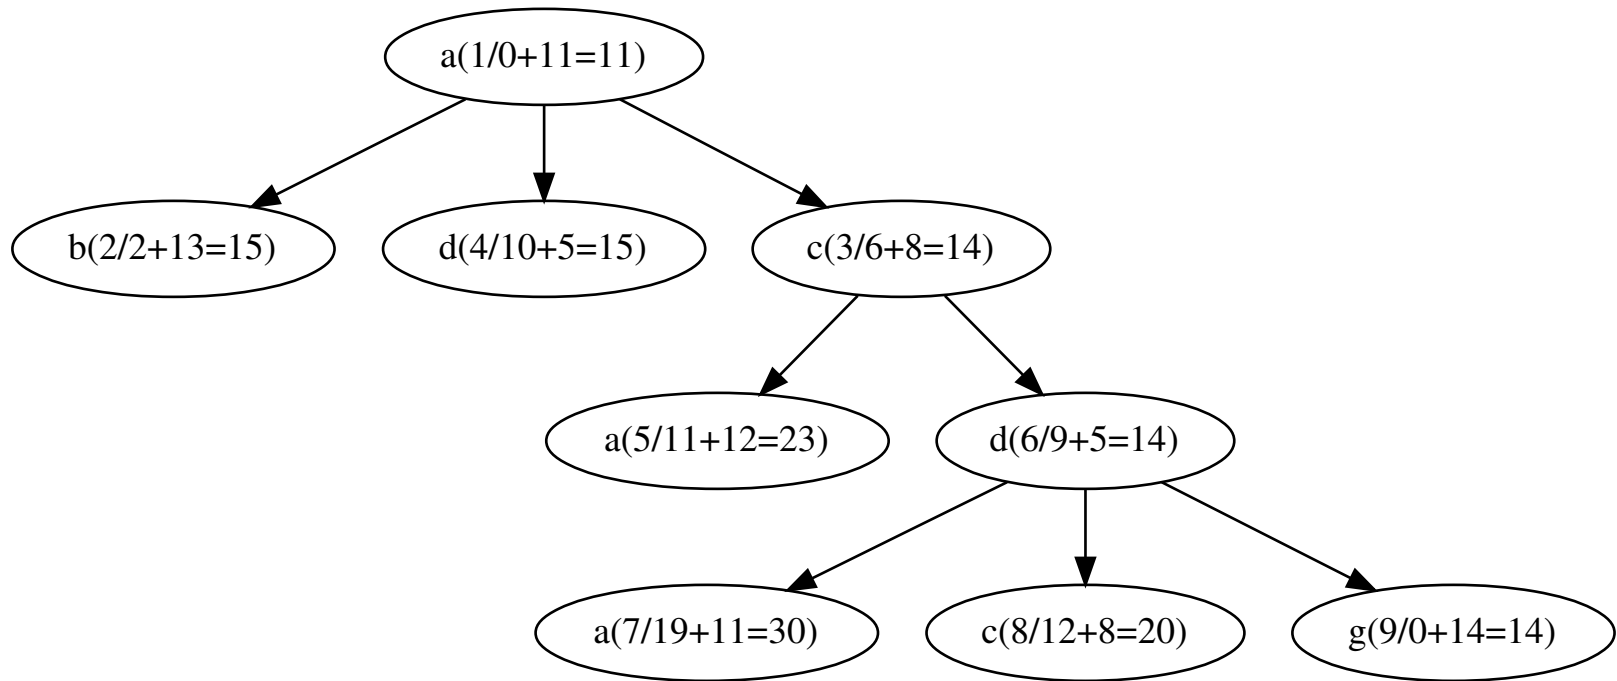 a(1/0+11=11)
b(2/2+13=15)
d(4/10+5=15)
c(3/6+8=14)
a(5/11+12=23)
d(6/9+5=14)
a(7/19+11=30)
c(8/12+8=20)
g(9/0+14=14)